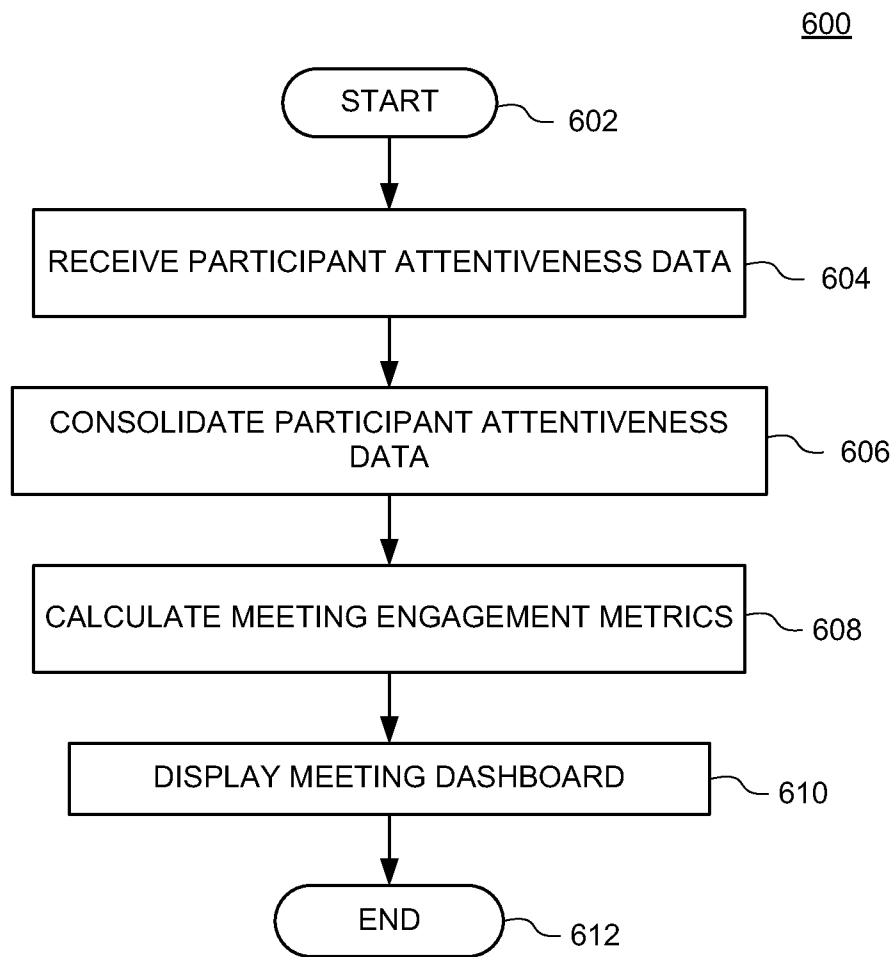 600
START
602
RECEIVE PARTICIPANT ATTENTIVENESS DATA
604
CONSOLIDATE PARTICIPANT ATTENTIVENESS
DATA
606
CALCULATE MEETING ENGAGEMENT METRICS
608
DISPLAY MEETING DASHBOARD
610
END
612